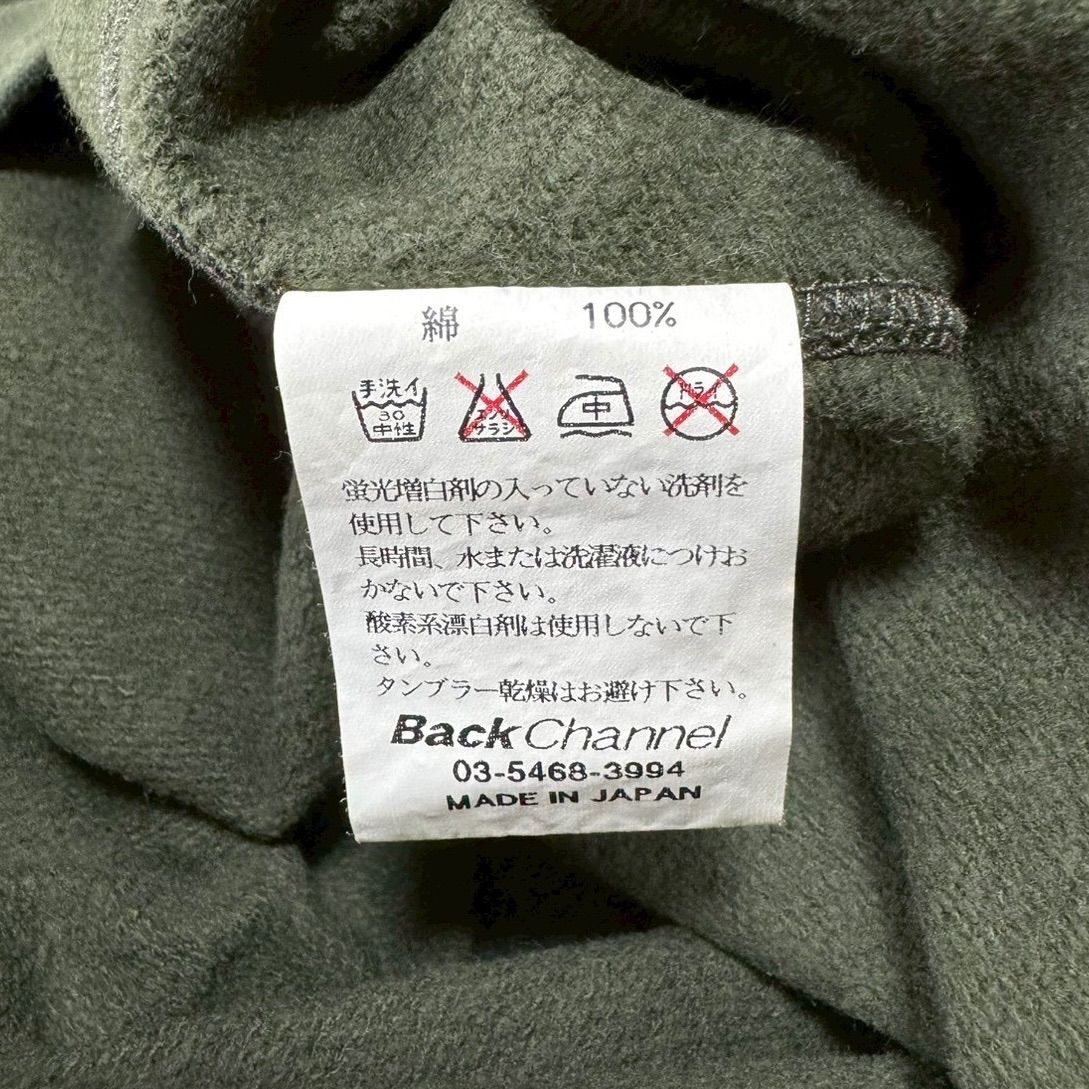 綿 100%
手洗イ エンソ 中 ドライ
30 サラシ
中性
蛍光増白剤の入っていない洗剤を
使用して下さい。
長時間、水または洗濯液につけお
かないで下さい。
酸素系漂白剤は使用しないで下
さい。
タンブラー乾燥はお避け下さい。
BackChannel
03-5468-3994
MADE IN JAPAN